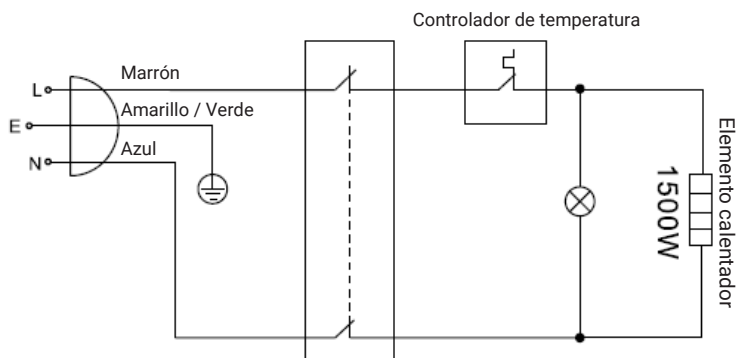 Controlador de temperatura
L
Marrón
E
Amarillo / Verde
N
Azul
1500W
Elemento calentador